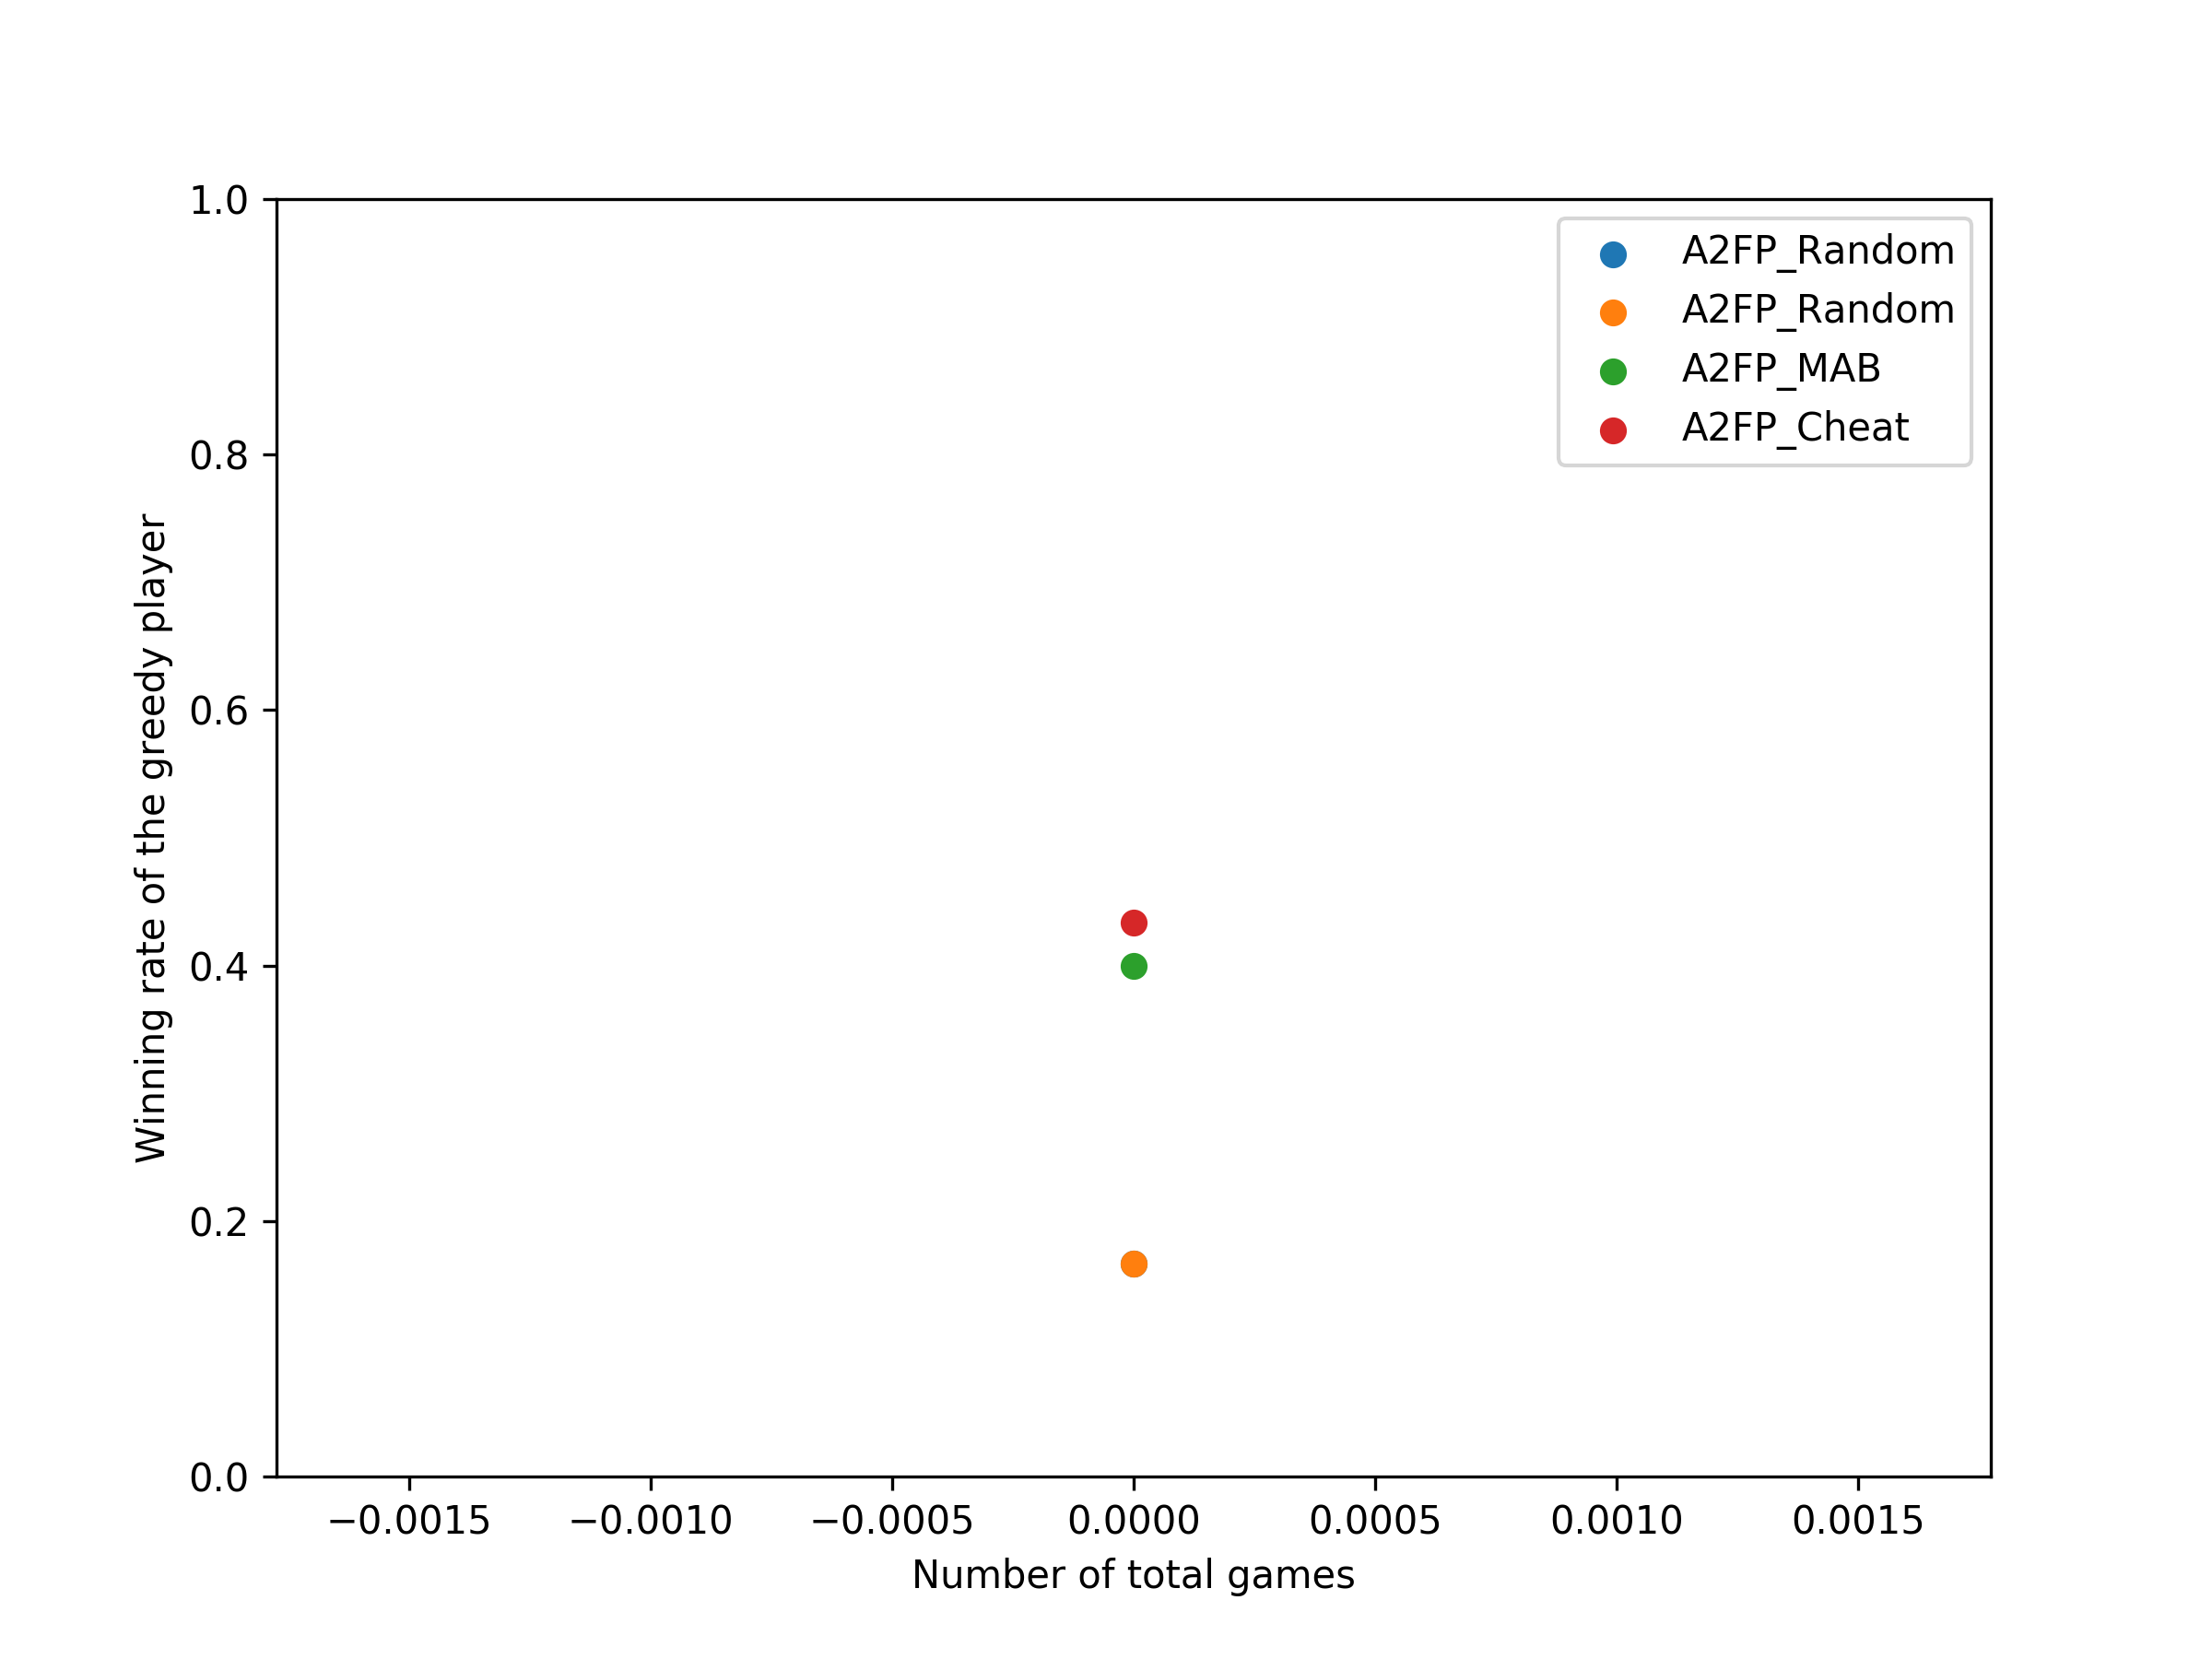 1.0
0.8
0.6
0.4
0.2
0.0
Winning rate of the greedy player
A2FP_Random
A2FP_Random
A2FP_MAB
A2FP_Cheat
−0.0015 −0.0010 −0.0005 0.0000 0.0005 0.0010 0.0015
Number of total games